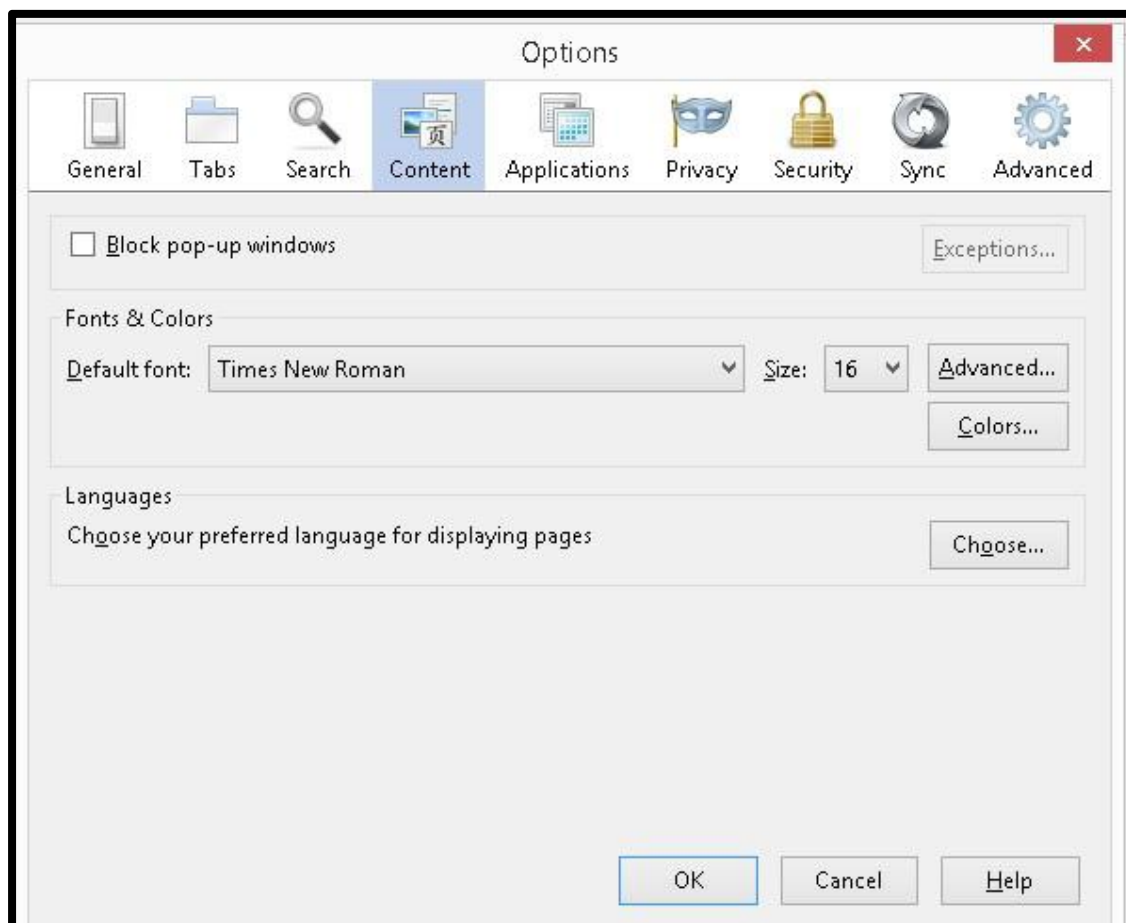 Options
页
General Tabs Search Content Applications Privacy Security Sync Advanced
Block pop-up windows Exceptions...
Fonts & Colors
Default font: Times New Roman Size: 16 Advanced...
Colors...
Languages
Choose your preferred language for displaying pages Choose...
OK Cancel Help